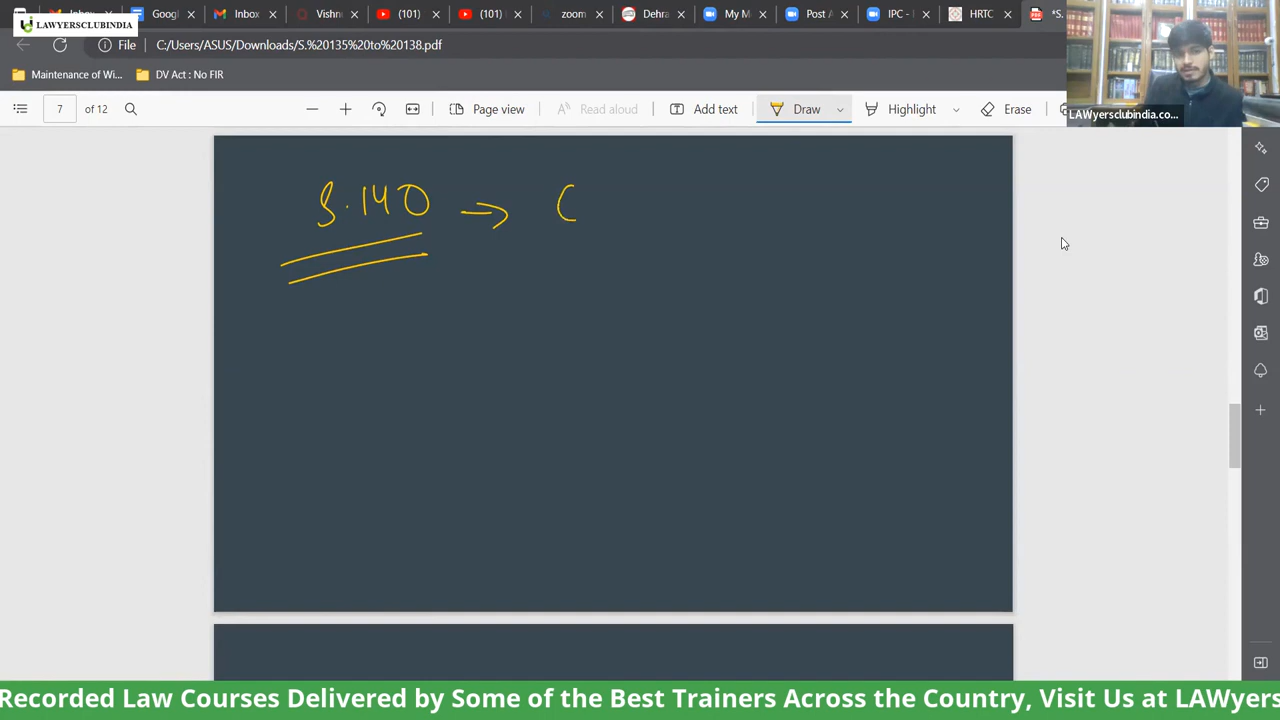 LAWYERSCLUBINDIA
Inbox
Googl
Inbox
Vishn
(101)
(101)
econom
Dehra
My M
Post-a
PC - Z
HRTC
*S.
File
C:/Users/ASUS/Downloads/S.%20135%20to%20138.pdf
Maintenance of Wi...
DV Act : No FIR
7 of 12
Page view
Read aloud
Add text
Draw
Highlight
Erase
LAWyersclubindia.co...
S.140 → (
Recorded Law Courses Delivered by Some of the Best Trainers Across the Country, Visit Us at LAWyers